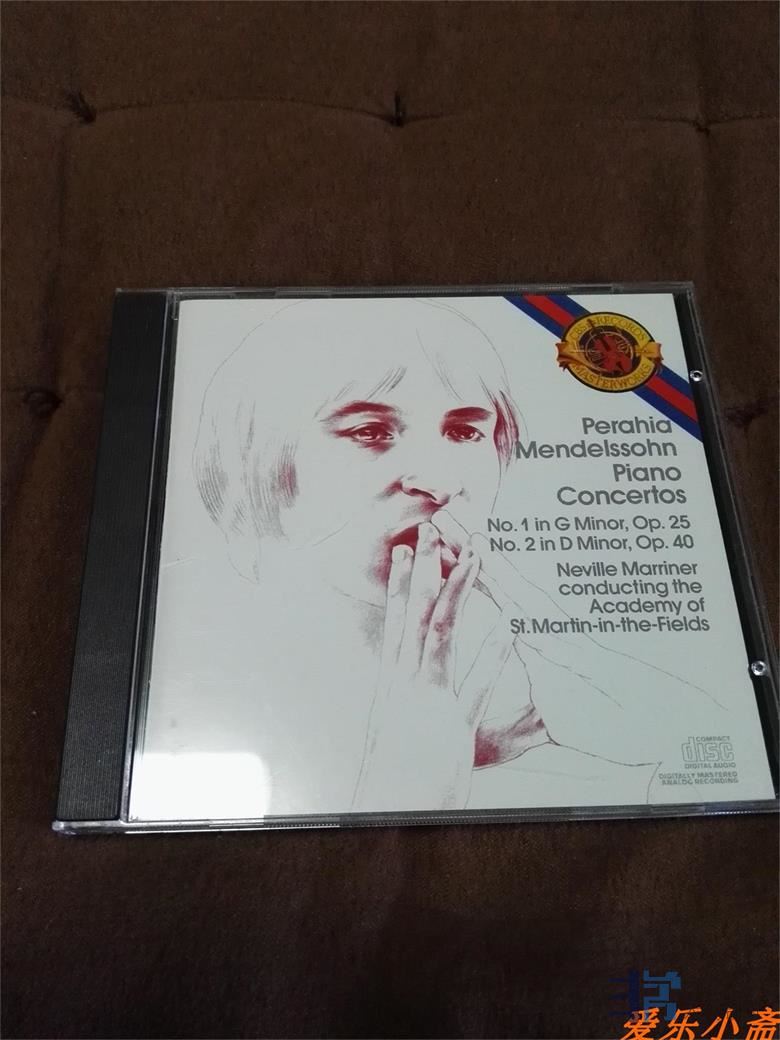 CBS RECORDS
MASTERWORKS
Perahia
Mendelssohn
Piano
Concertos
No. 1 in G Minor, Op. 25
No. 2 in D Minor, Op. 40
Neville Marriner
conducting the
Academy of
St. Martin-in-the-Fields
COMPACT
disc
DIGITAL AUDIO
DIGITALLY MASTERED
ANALOG RECORDING
爱乐小斋